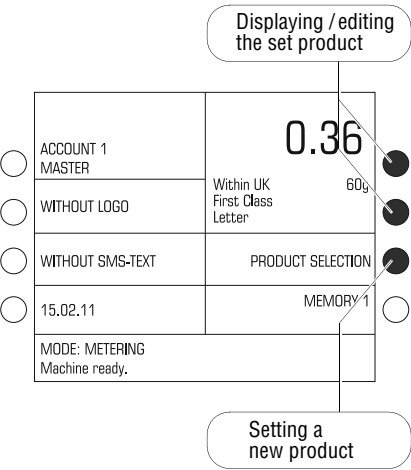 Displaying / editing
the set product
ACCOUNT 1
MASTER
0.36
Within UK 60g
First Class
Letter
WITHOUT LOGO
WITHOUT SMS-TEXT
PRODUCT SELECTION
15.02.11
MEMORY 1
MODE: METERING
Machine ready.
Setting a
new product